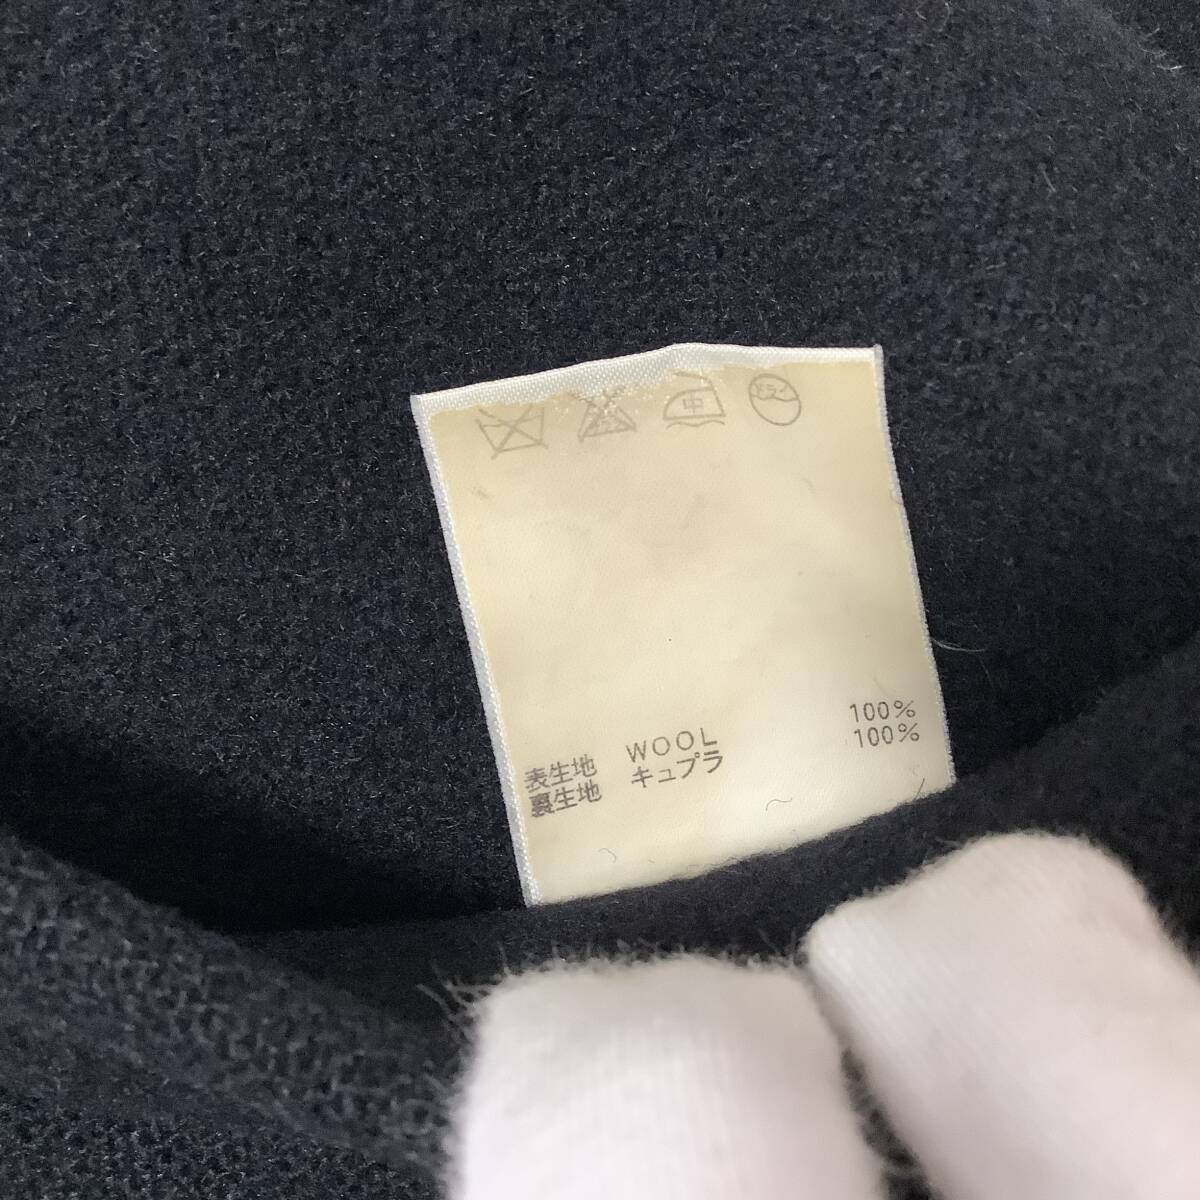 中 ドライ
表生地 WOOL 100%
裏生地 キュプラ 100%